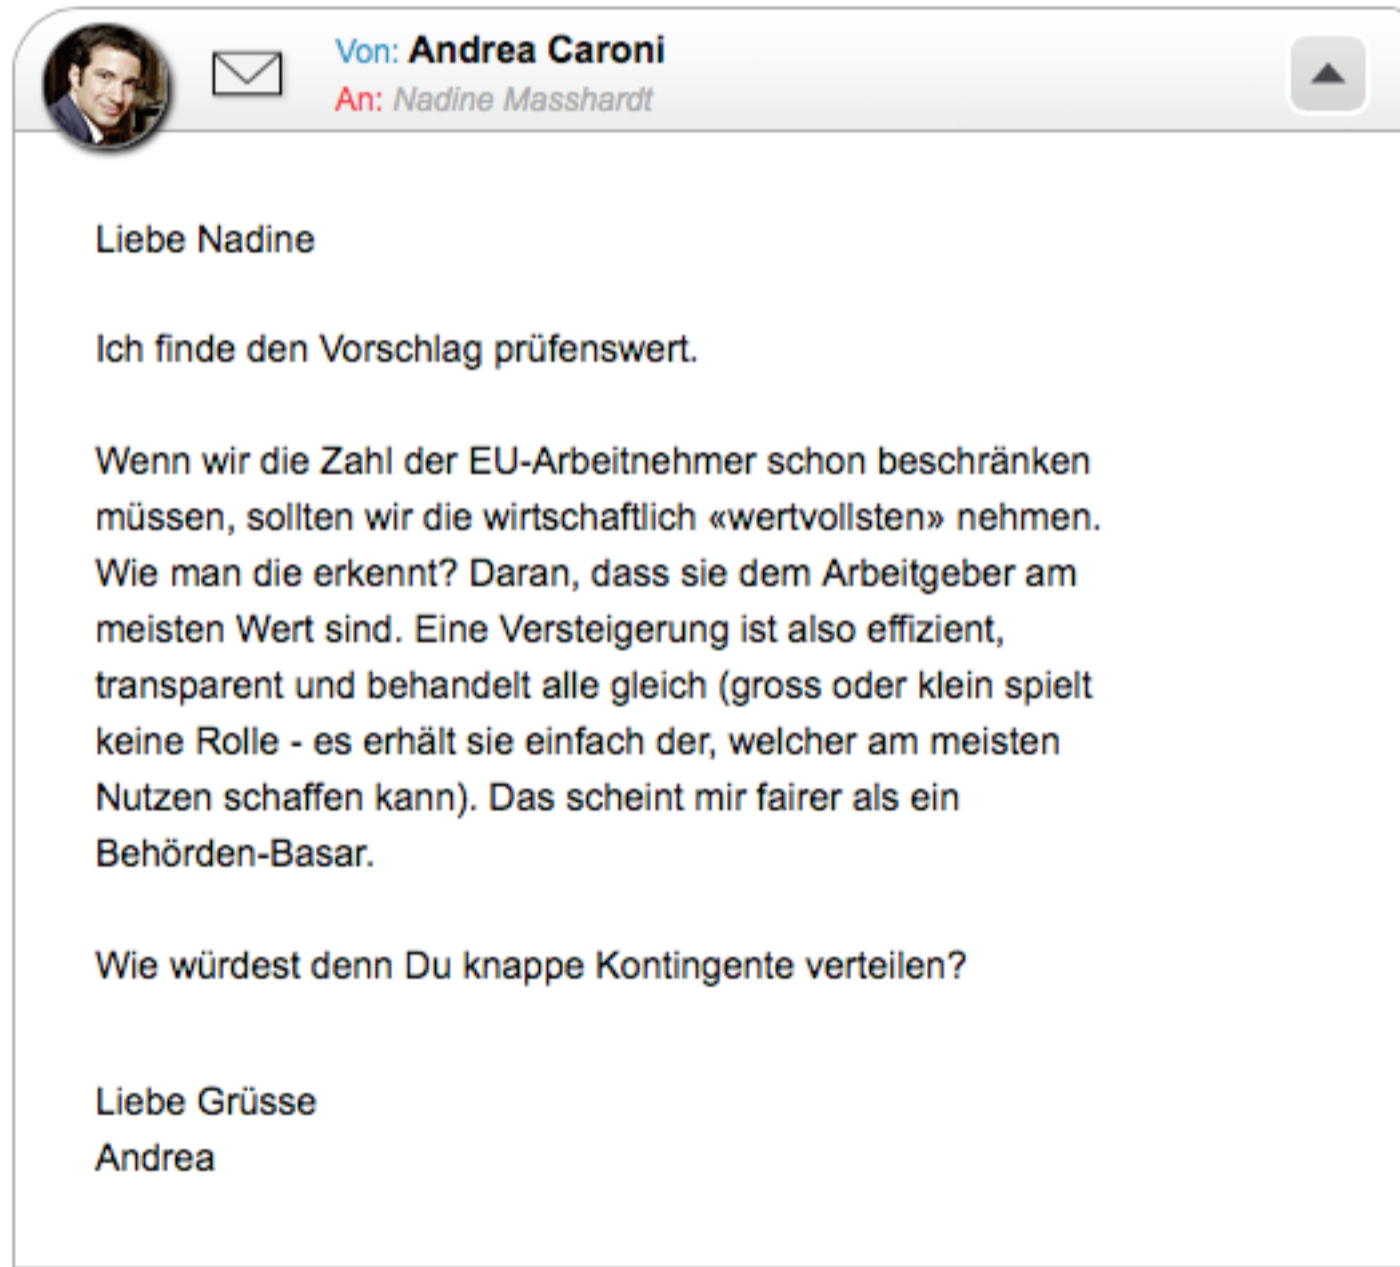 Von: Andrea Caroni
An: Nadine Masshardt
Liebe Nadine
Ich finde den Vorschlag prüfenswert.
Wenn wir die Zahl der EU-Arbeitnehmer schon beschränken
müssen, sollten wir die wirtschaftlich «wertvollsten» nehmen.
Wie man die erkennt? Daran, dass sie dem Arbeitgeber am
meisten Wert sind. Eine Versteigerung ist also effizient,
transparent und behandelt alle gleich (gross oder klein spielt
keine Rolle - es erhält sie einfach der, welcher am meisten
Nutzen schaffen kann). Das scheint mir fairer als ein
Behörden-Basar.
Wie würdest denn Du knappe Kontingente verteilen?
Liebe Grüsse
Andrea